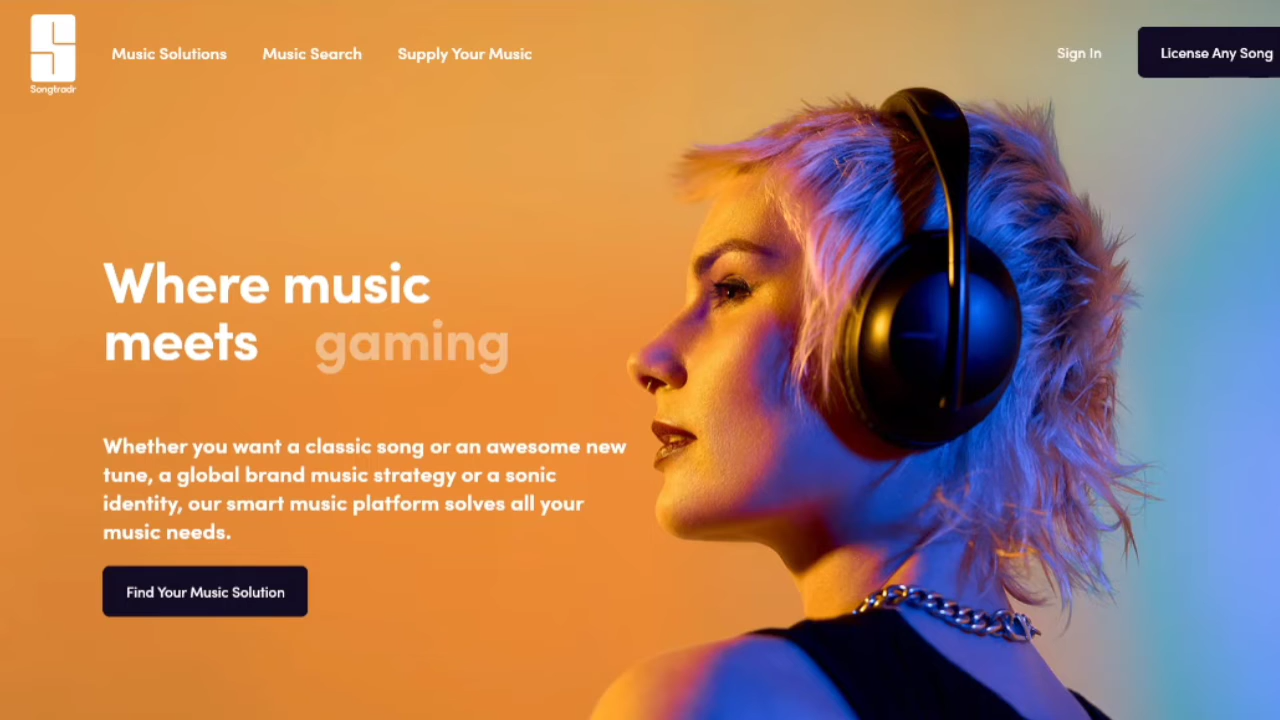 Songtradr
Music Solutions
Music Search
Supply Your Music
Sign In
License Any Song
Where music
meets gaming
Whether you want a classic song or an awesome new
tune, a global brand music strategy or a sonic
identity, our smart music platform solves all your
music needs.
Find Your Music Solution